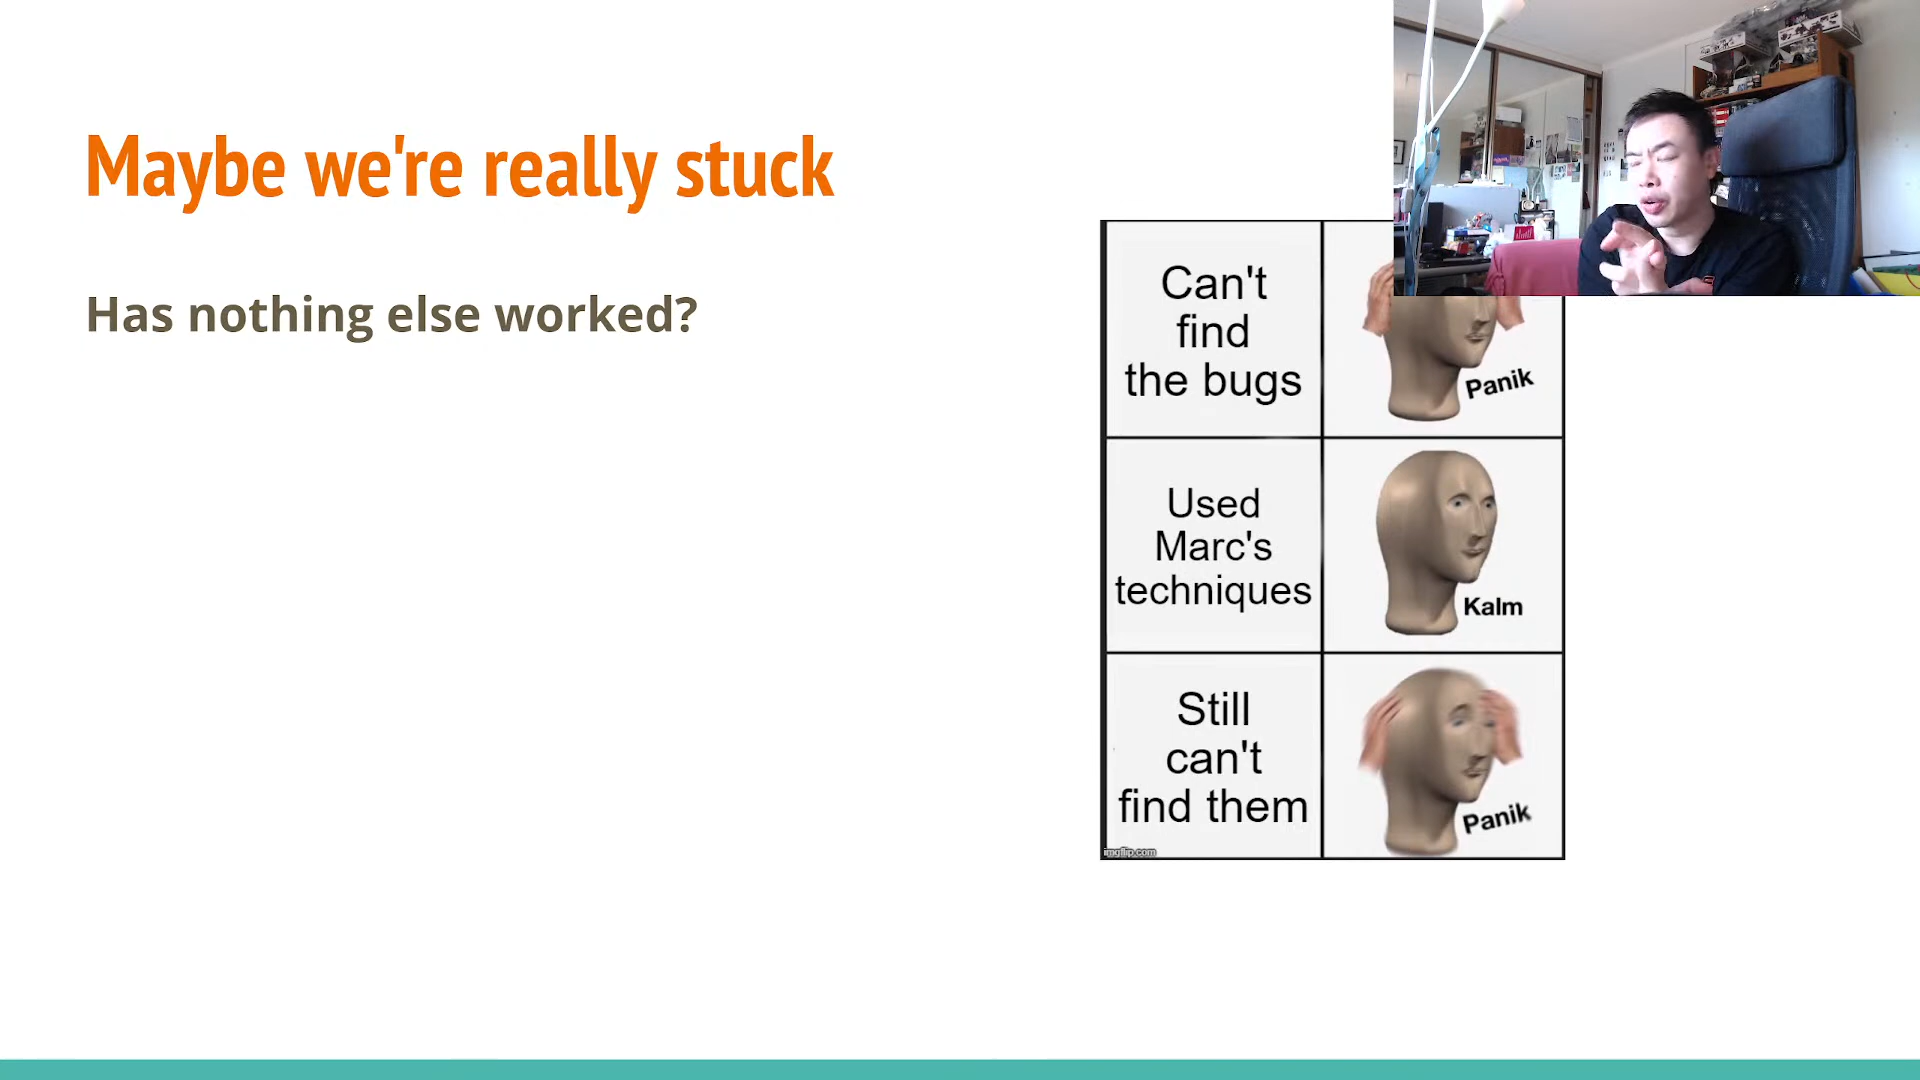 Maybe we're really stuck
Has nothing else worked?
Can't
find
the bugs
Panik
Used
Marc's
techniques
Kalm
Still
can't
find them
Panik
imgflip.com